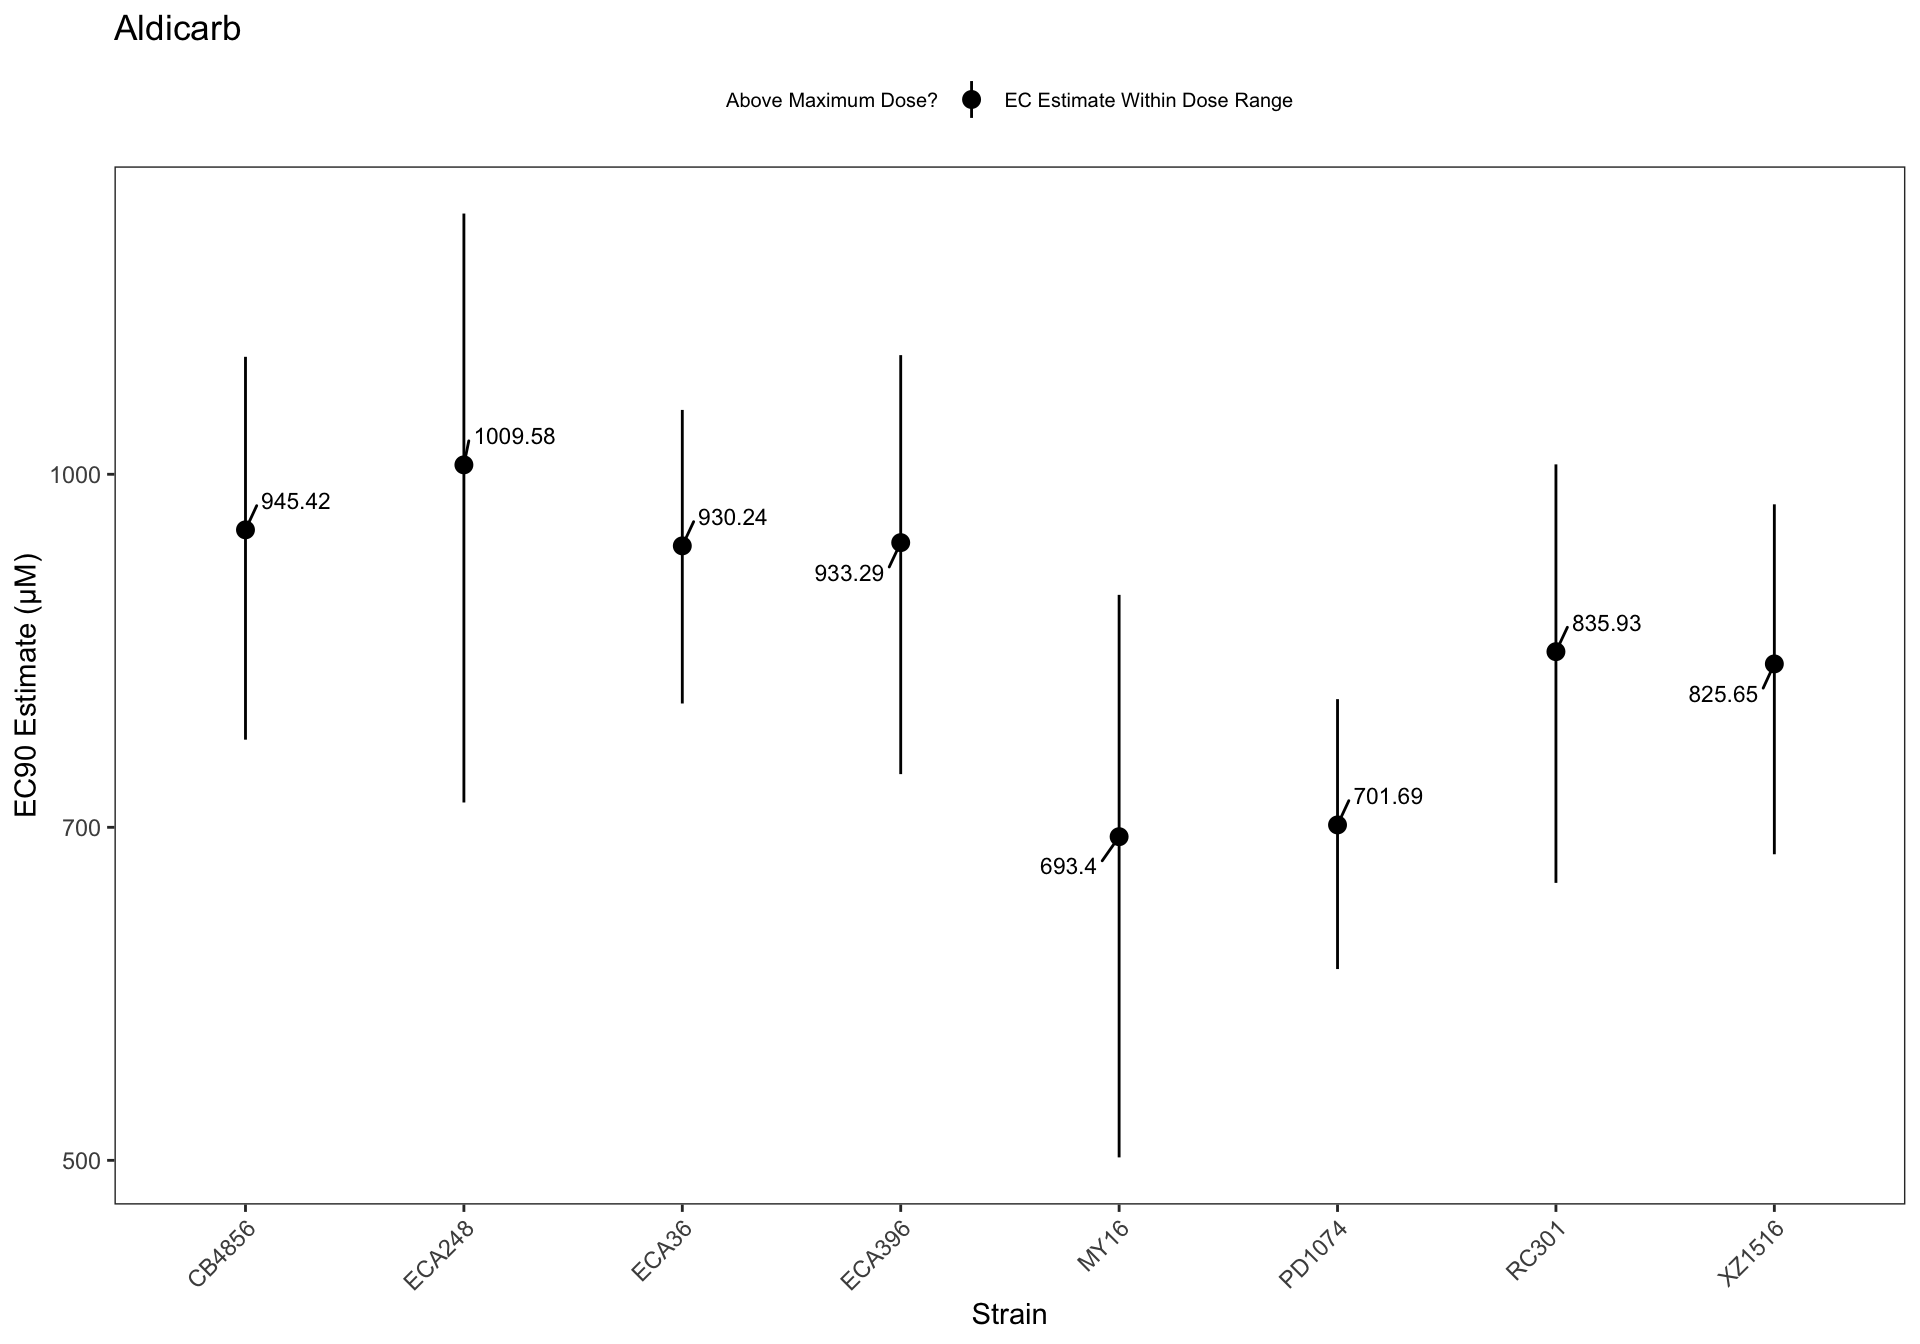 Aldicarb
Above Maximum Dose? EC Estimate Within Dose Range
EC90 Estimate (µM)
1000
700
500
945.42
1009.58
930.24
933.29
693.4
701.69
835.93
825.65
CB4856
ECA248
ECA36
ECA396
MY16
PD1074
RC301
XZ1516
Strain